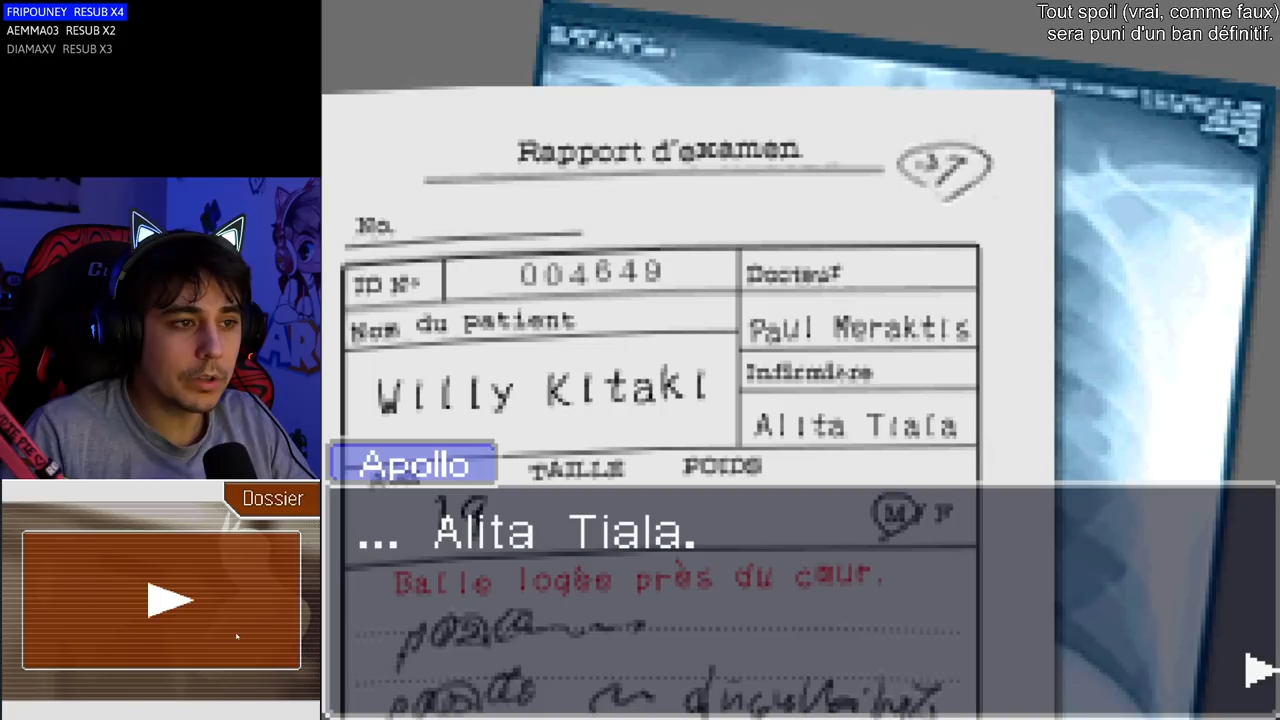 FRIPOUNEY RESUB X4
AEMMA03 RESUB X2
DIAMAXV RESUB X3
Tout spoil (vrai, comme faux)
sera puni d'un ban définitif.
Rapport d'examen
37
No.
ID N° 004649
Docteur
Nom du patient
Paul Meraktis
Willy Kitaki
Infirmière
Alita Tiala
Apollo
TAILLE POIDS
19
M/F
... Alita Tiala.
Balle logée près du cœur.
Dossier